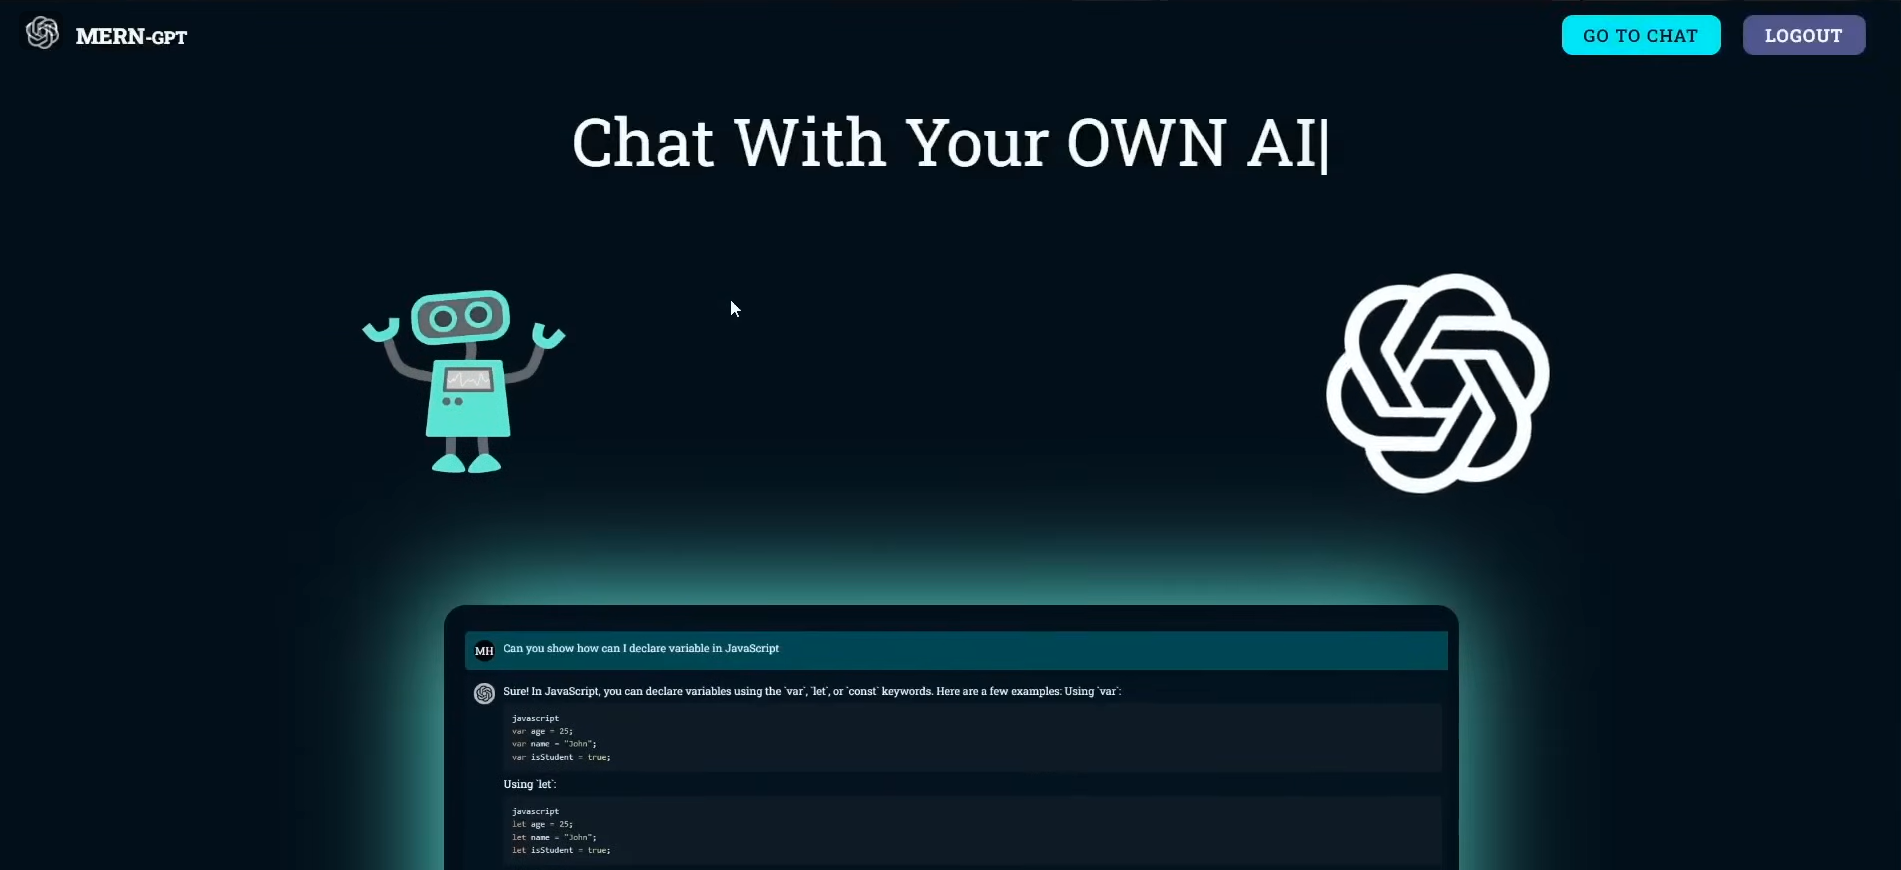 MERN-GPT
GO TO CHAT
LOGOUT
Chat With Your OWN AI|
MH
Can you show how can I declare variable in JavaScript
Sure! In JavaScript, you can declare variables using the `var`, `let`, or `const` keywords. Here are a few examples: Using `var`:
javascript
var age = 25;
var name = "John";
var isStudent = true;
Using `let`:
javascript
let age = 25;
let name = "John";
let isStudent = true;